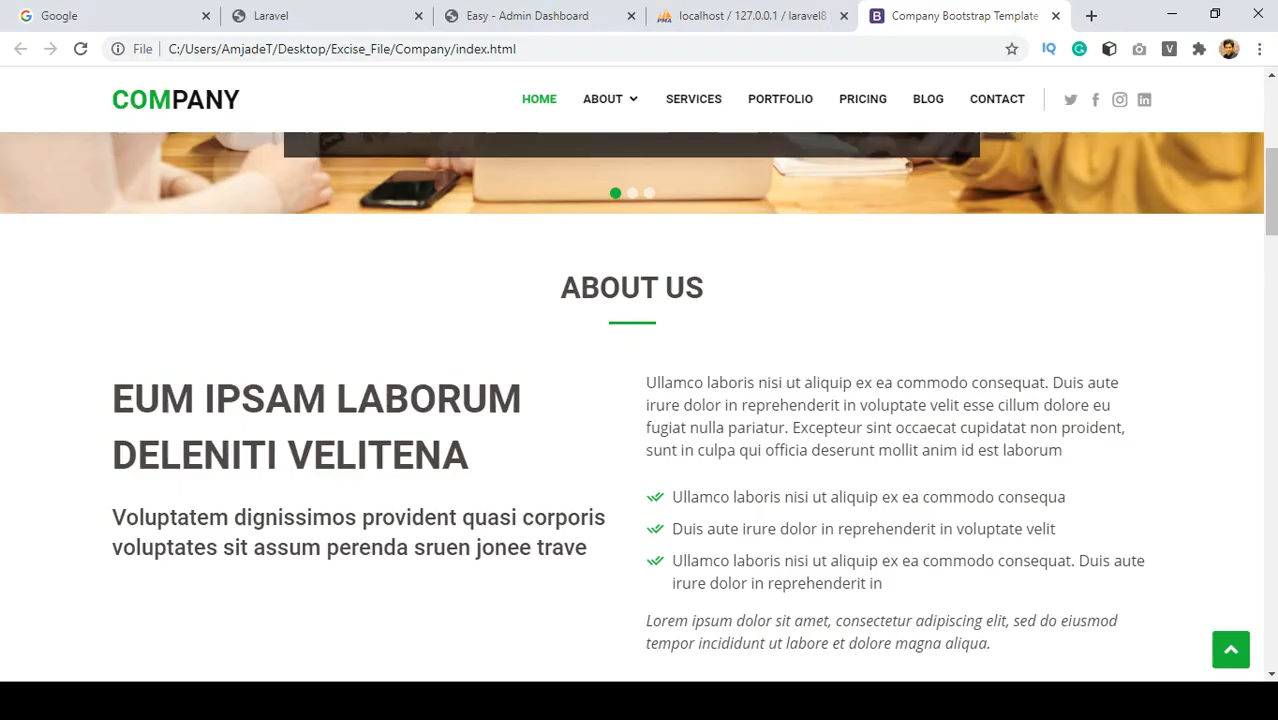 Google
Laravel
Easy - Admin Dashboard
localhost / 127.0.0.1 / laravel8
Company Bootstrap Template
File
C:/Users/AmjadeT/Desktop/Excise_File/Company/index.html
IQ
V
COMPANY
HOME
ABOUT
SERVICES
PORTFOLIO
PRICING
BLOG
CONTACT
ABOUT US
EUM IPSAM LABORUM
DELENITI VELITENA
Voluptatem dignissimos provident quasi corporis
voluptates sit assum perenda sruen jonee trave
Ullamco laboris nisi ut aliquip ex ea commodo consequat. Duis aute
irure dolor in reprehenderit in voluptate velit esse cillum dolore eu
fugiat nulla pariatur. Excepteur sint occaecat cupidatat non proident,
sunt in culpa qui officia deserunt mollit anim id est laborum
Ullamco laboris nisi ut aliquip ex ea commodo consequa
Duis aute irure dolor in reprehenderit in voluptate velit
Ullamco laboris nisi ut aliquip ex ea commodo consequat. Duis aute
irure dolor in reprehenderit in
Lorem ipsum dolor sit amet, consectetur adipiscing elit, sed do eiusmod
tempor incididunt ut labore et dolore magna aliqua.